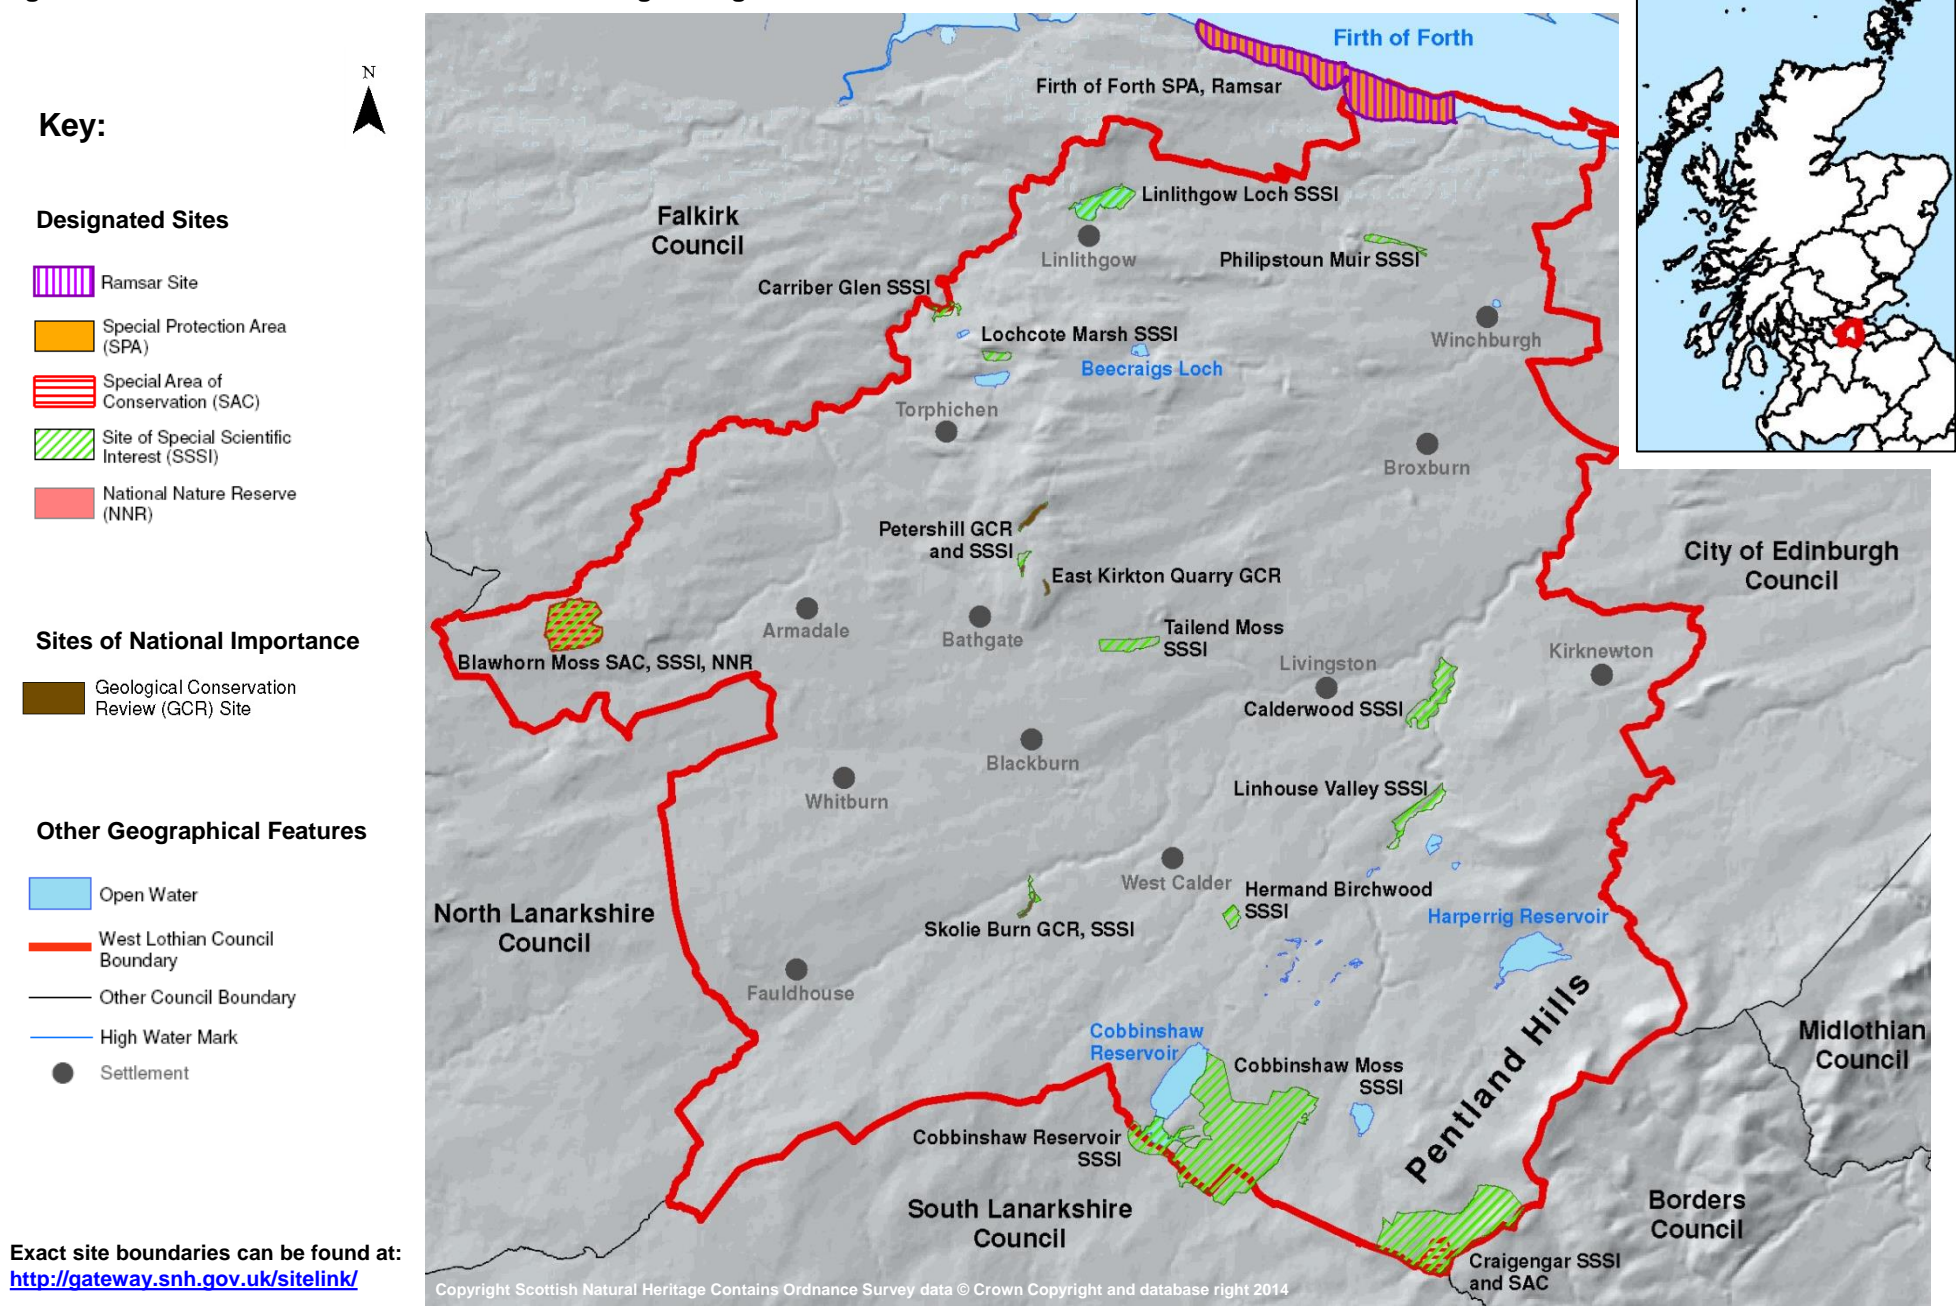 N
Key:
Designated Sites
Ramsar Site
Special Protection Area
(SPA)
Special Area of
Conservation (SAC)
Site of Special Scientific
Interest (SSSI)
National Nature Reserve
(NNR)
Sites of National Importance
Geological Conservation
Review (GCR) Site
Other Geographical Features
Open Water
West Lothian Council
Boundary
Other Council Boundary
High Water Mark
Settlement
Exact site boundaries can be found at:
http://gateway.snh.gov.uk/sitelink/
Firth of Forth
Firth of Forth SPA, Ramsar
Linlithgow Loch SSSI
Falkirk
Council
Linlithgow
Philipstoun Muir SSSI
Carriber Glen SSSI
Lochcote Marsh SSSI
Winchburgh
Beecraigs Loch
Torphichen
Broxburn
Petershill GCR
and SSSI
City of Edinburgh
Council
East Kirkton Quarry GCR
Armadale
Bathgate
Tailend Moss
SSSI
Livingston
Kirknewton
Blawhorn Moss SAC, SSSI, NNR
Calderwood SSSI
Blackburn
Whitburn
Linhouse Valley SSSI
West Calder
Hermand Birchwood
SSSI
North Lanarkshire
Council
Skolie Burn GCR, SSSI
Harperrig Reservoir
Fauldhouse
Pentland Hills
Cobbinshaw
Reservoir
Midlothian
Council
Cobbinshaw Moss
SSSI
Cobbinshaw Reservoir
SSSI
South Lanarkshire
Council
Borders
Council
Craigengar SSSI
and SAC
Copyright Scottish Natural Heritage Contains Ordnance Survey data © Crown Copyright and database right 2014